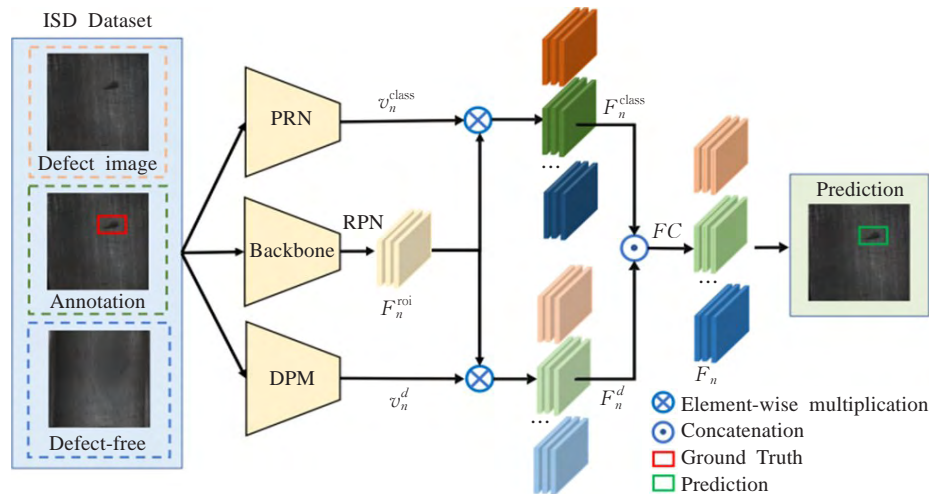 ISD Dataset
Defect image
Annotation
Defect-free
PRN
Backbone
DPM
v_n^class
RPN
F_n^roi
v_n^d
...
F_n^class
...
F_n^d
FC
...
F_n
Prediction
Element-wise multiplication
Concatenation
Ground Truth
Prediction